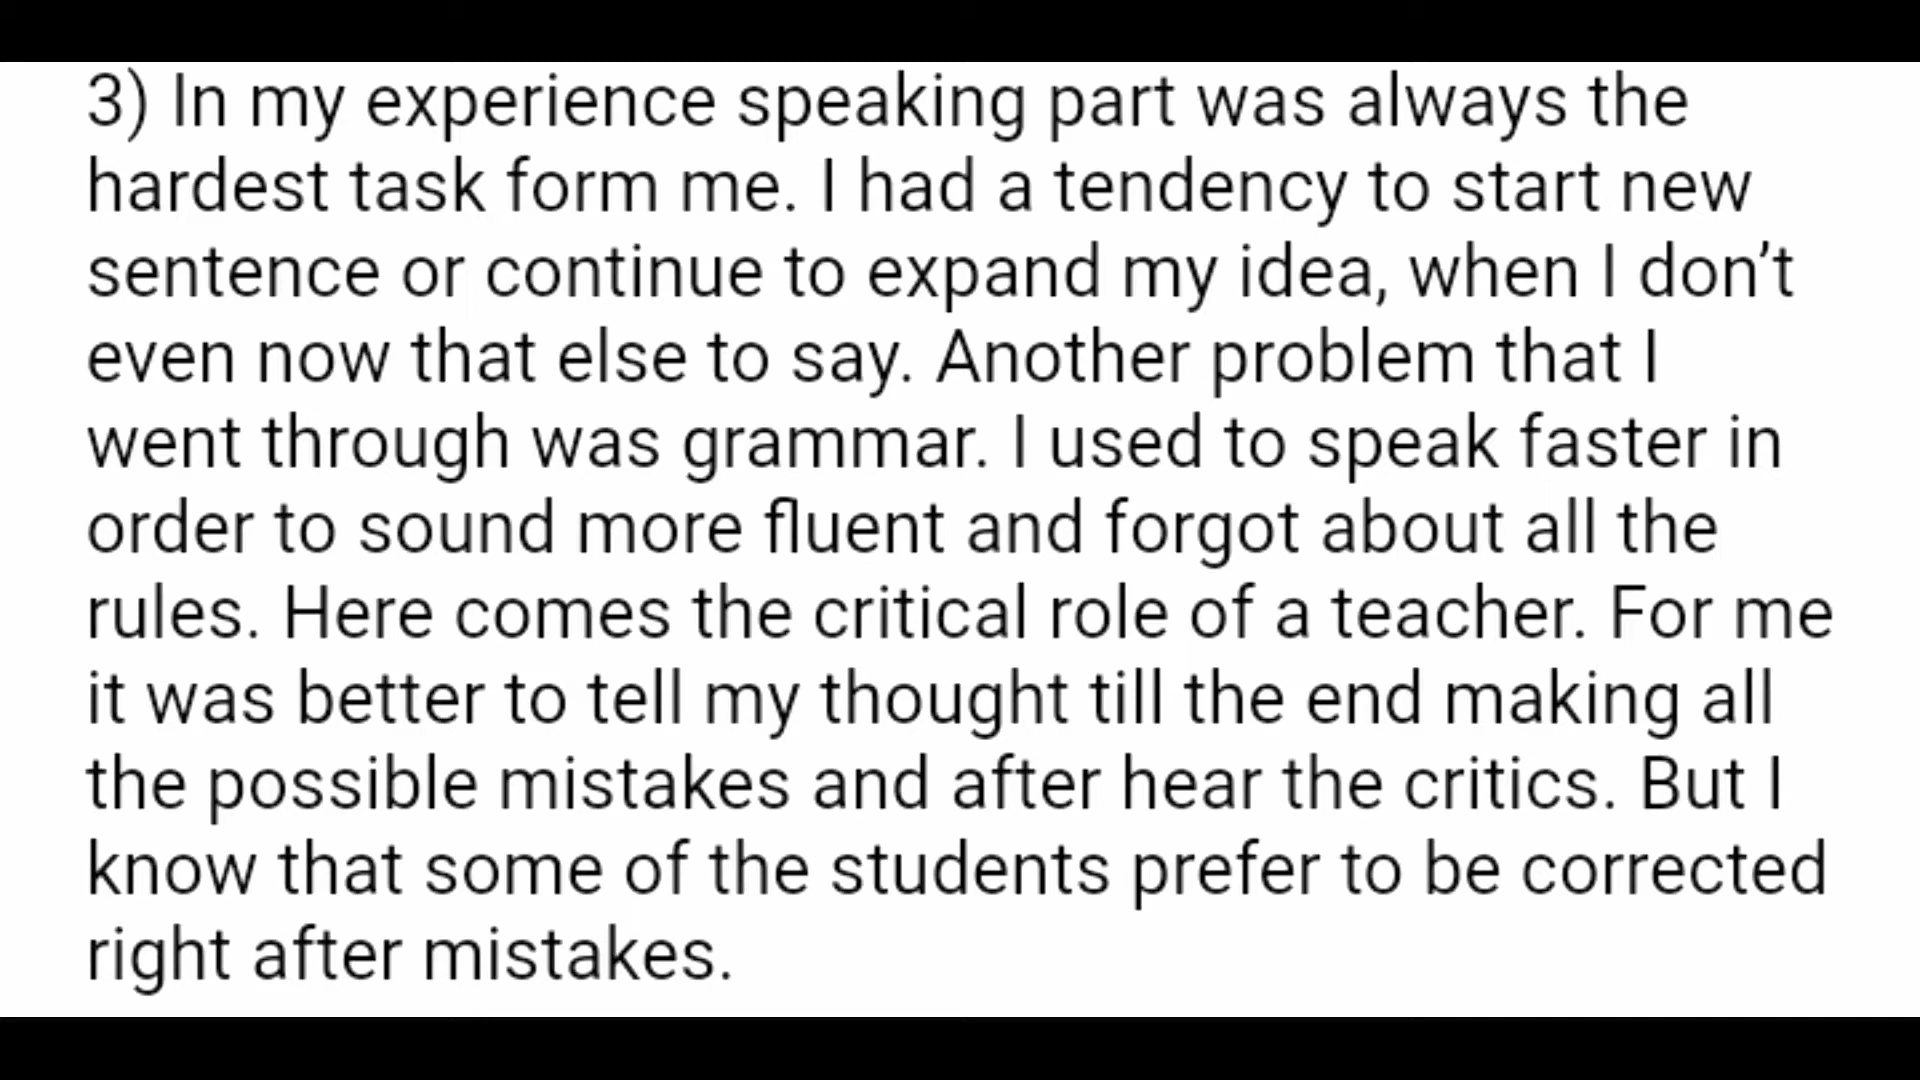 3) In my experience speaking part was always the
hardest task form me. I had a tendency to start new
sentence or continue to expand my idea, when I don’t
even now that else to say. Another problem that I
went through was grammar. I used to speak faster in
order to sound more fluent and forgot about all the
rules. Here comes the critical role of a teacher. For me
it was better to tell my thought till the end making all
the possible mistakes and after hear the critics. But I
know that some of the students prefer to be corrected
right after mistakes.